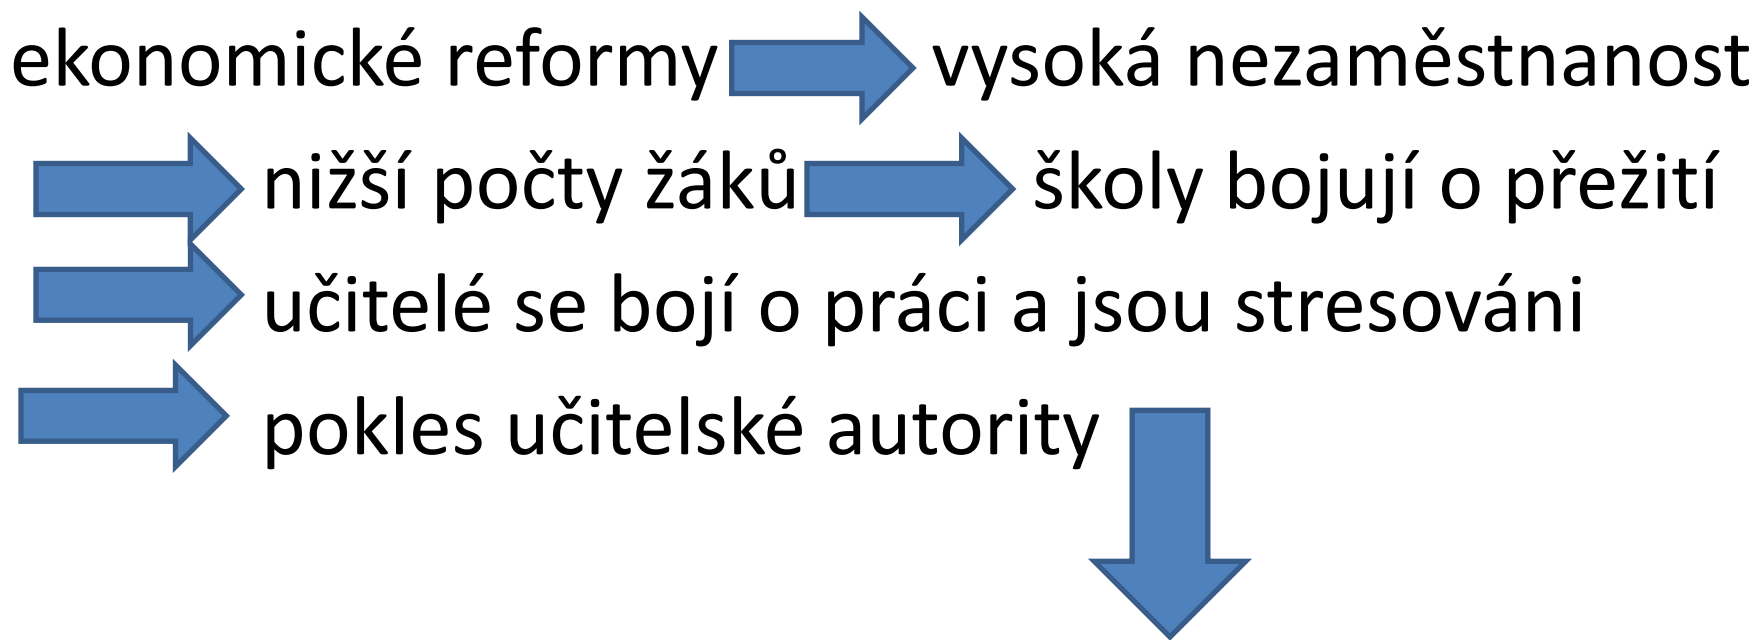 ekonomické reformy vysoká nezaměstnanost
nižší počty žáků školy bojují o přežití
učitelé se bojí o práci a jsou stresováni
pokles učitelské autority